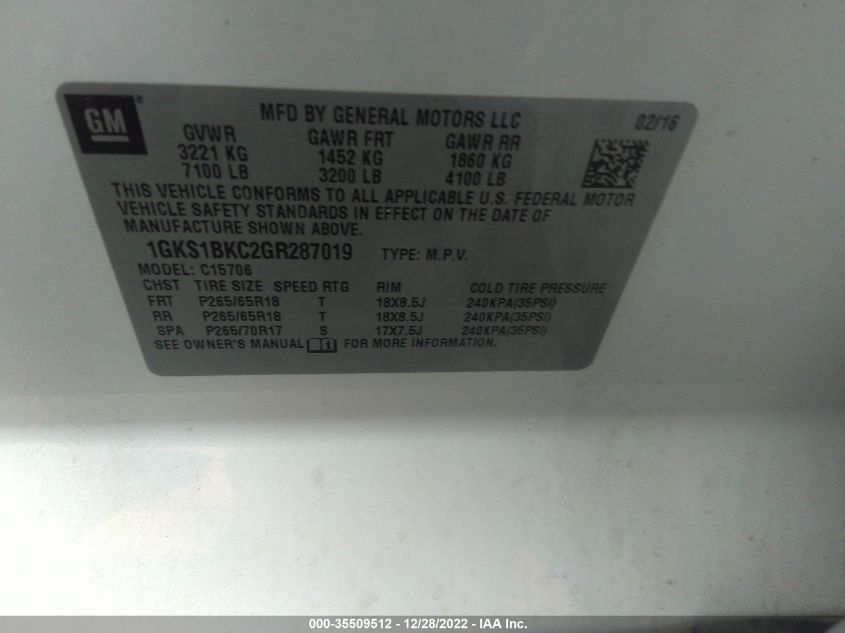 GM
MFD BY GENERAL MOTORS LLC 02/16
GVWR GAWR FRT GAWR RR
3221 KG 1452 KG 1860 KG
7100 LB 3200 LB 4100 LB
THIS VEHICLE CONFORMS TO ALL APPLICABLE U.S. FEDERAL MOTOR
VEHICLE SAFETY STANDARDS IN EFFECT ON THE DATE OF
MANUFACTURE SHOWN ABOVE.
1GKS1BKC2GR287019 TYPE: M.P.V.
MODEL: C15706
CHST TIRE SIZE SPEED RTG RIM COLD TIRE PRESSURE
FRT P265/65R18 T 18X8.5J 240KPA(35PSI)
RR P265/65R18 T 18X8.5J 240KPA(35PSI)
SPA P265/70R17 S 17X7.5J 240KPA(35PSI)
SEE OWNER'S MANUAL FOR MORE INFORMATION.
000-35509512 - 12/28/2022 - IAA Inc.